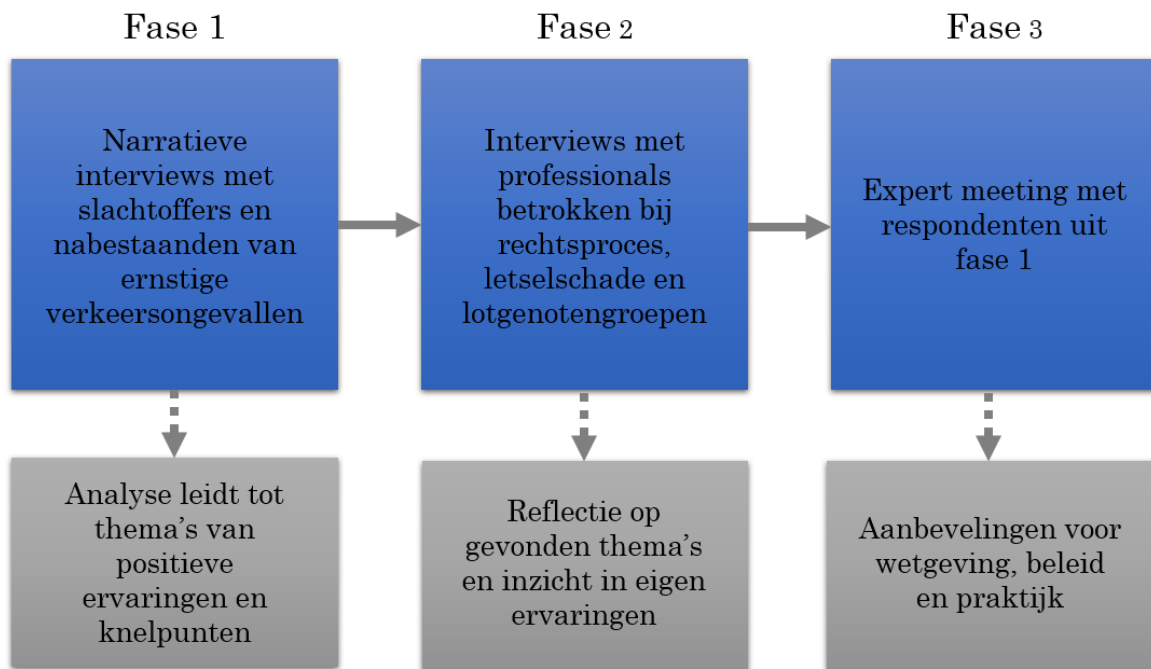 Fase 1
Narratieve
interviews met
slachtoffers en
nabestaanden van
ernstige
verkeersongevallen
Analyse leidt tot
thema's van
positieve
ervaringen en
knelpunten
Fase 2
Interviews met
professionals
betrokken bij
rechtsproces,
letselschade en
lotgenotengroepen
Reflectie op
gevonden thema's
en inzicht in eigen
ervaringen
Fase 3
Expert meeting met
respondenten uit
fase 1
Aanbevelingen voor
wetgeving, beleid
en praktijk